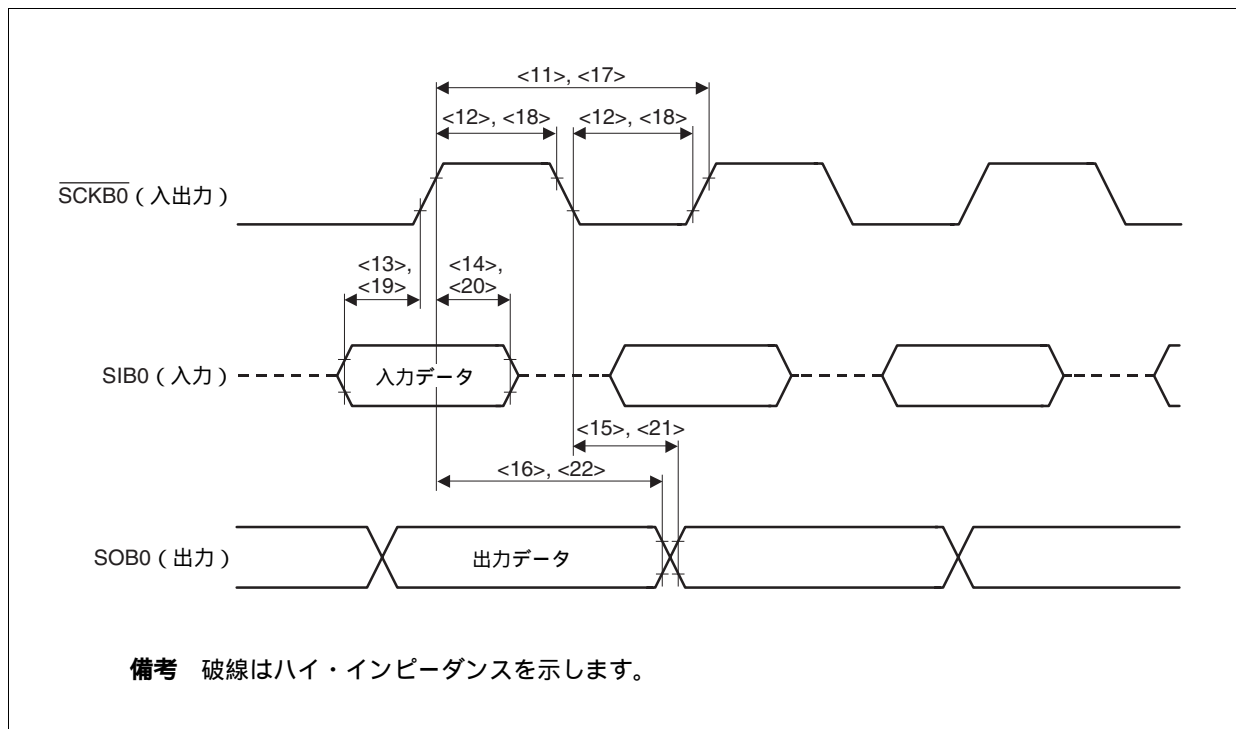 <11>, <17>
<12>, <18>
<12>, <18>
SCKB0（入出力）
<13>,
<19>
<14>,
<20>
SIB0（入力）
入力データ
<15>, <21>
<16>, <22>
SOB0（出力）
出力データ
備考　破線はハイ・インピーダンスを示します。